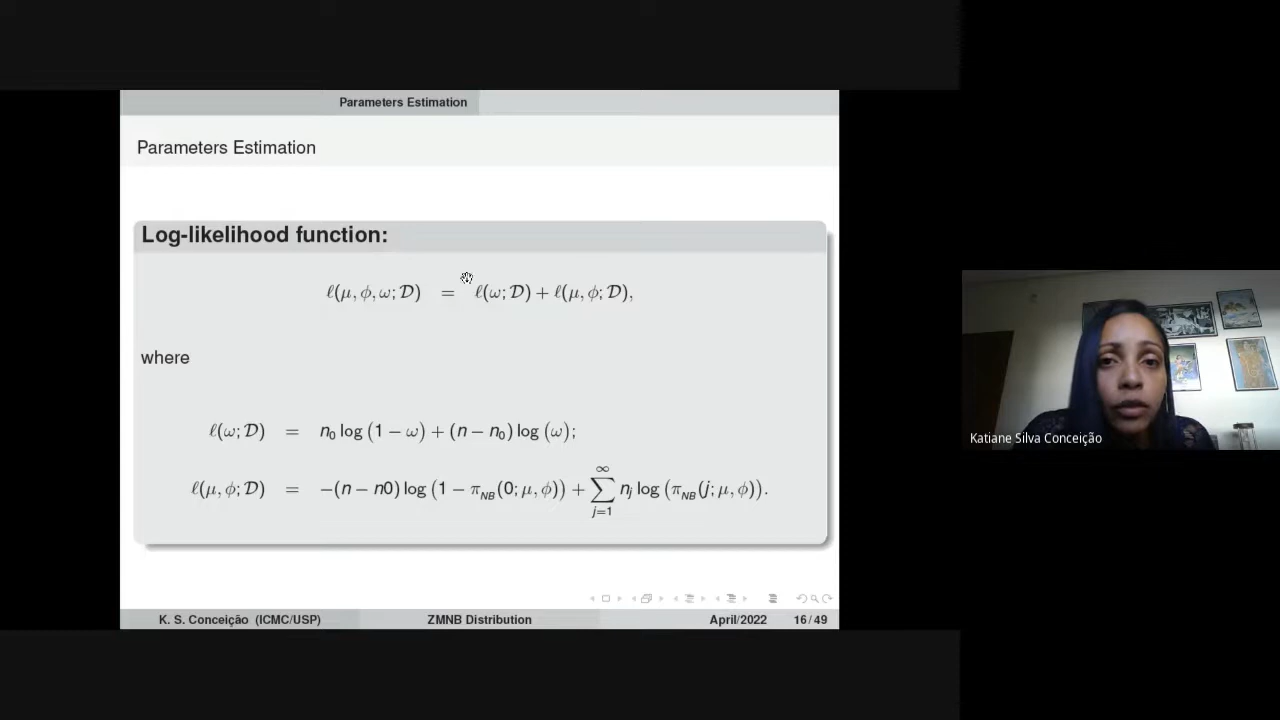 Parameters Estimation
Parameters Estimation
Log-likelihood function:
ℓ(μ, ϕ, ω; 𝒟) = ℓ(ω; 𝒟) + ℓ(μ, ϕ; 𝒟),
where
ℓ(ω; 𝒟) = n₀ log (1 − ω) + (n − n₀) log (ω);
ℓ(μ, ϕ; 𝒟) = −(n − n0) log (1 − π_NB(0; μ, ϕ)) + ∑_{j=1}^{∞} n_j log (π_NB(j; μ, ϕ)).
K. S. Conceição (ICMC/USP) ZMNB Distribution April/2022 16/49
Katiane Silva Conceição